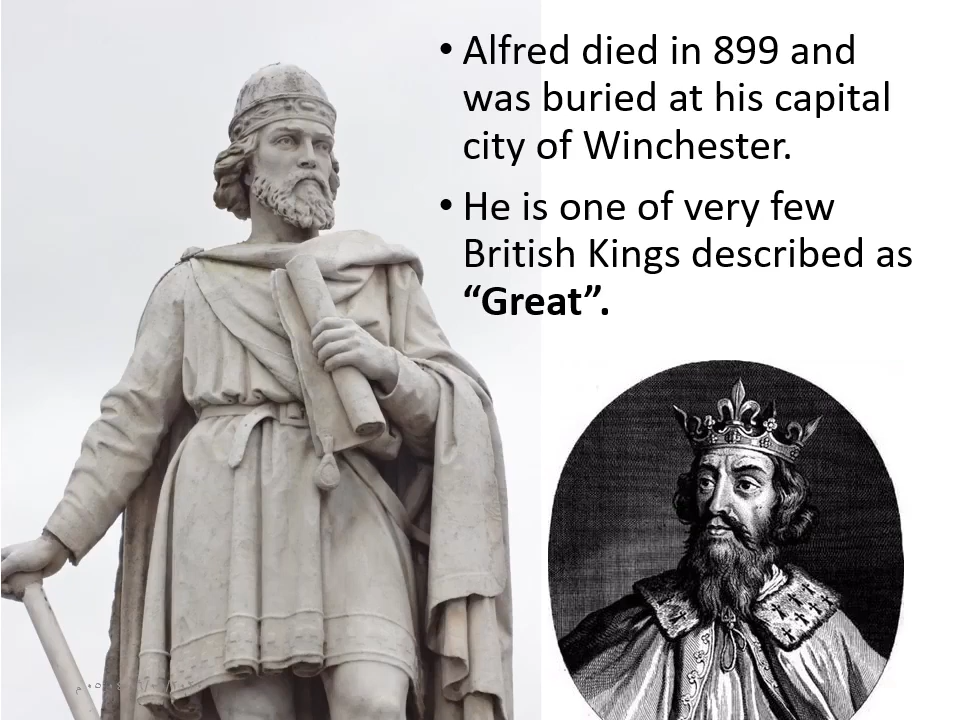 • Alfred died in 899 and
was buried at his capital
city of Winchester.
• He is one of very few
British Kings described as
“Great”.